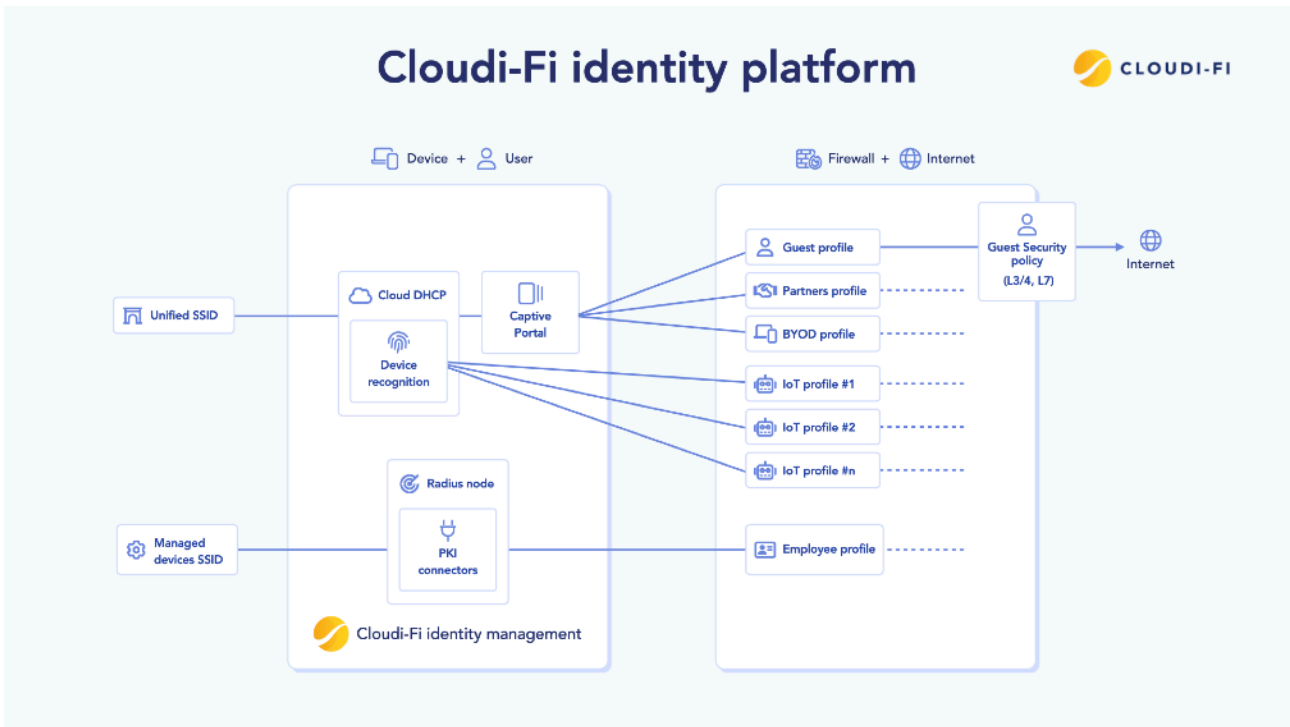 Cloudi-Fi identity platform
CLOUDI-FI
Device + User
Firewall + Internet
Unified SSID
Cloud DHCP
Device
recognition
Captive
Portal
Guest profile
Partners profile
BYOD profile
IoT profile #1
IoT profile #2
IoT profile #n
Guest Security
policy
(L3/4, L7)
Internet
Managed
devices SSID
Radius node
PKI
connectors
Employee profile
Cloudi-Fi identity management